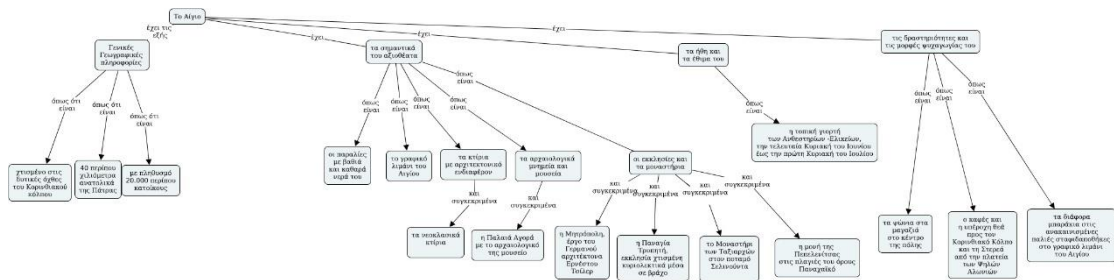 Το Αίγιο
έχει τις
εξής
έχει
έχει
έχει
Γενικές
Γεωγραφικές
πληροφορίες
τα σημαντικά
του αξιοθέατα
τα ήθη και
τα έθιμα του
τις δραστηριότητες και
τις μορφές ψυχαγωγίας του
όπως ότι
είναι
όπως ότι
είναι
όπως ότι
είναι
όπως
είναι
όπως
είναι
όπως
είναι
όπως
είναι
όπως
είναι
όπως
είναι
όπως
είναι
όπως
είναι
όπως
είναι
χτισμένο στις
δυτικές όχθες
του Κορινθιακού
κόλπου
40 περίπου
χιλιόμετρα
ανατολικά
της Πάτρας
με πληθυσμό
20.000 περίπου
κατοίκους
οι παραλίες
με βαθιά
και καθαρά
νερά του
το γραφικό
λιμάνι του
Αιγίου
τα κτίρια
με αρχιτεκτονικό
ενδιαφέρον
τα αρχαιολογικά
μνημεία και
μουσεία
οι εκκλησίες και
τα μοναστήρια
η τοπική γιορτή
των Ανθεστηρίων -Ελικείων,
την τελευταία Κυριακή του Ιουνίου
έως την πρώτη Κυριακή του Ιουλίου
και
συγκεκριμένα
και
συγκεκριμένα
και
συγκεκριμένα
και
συγκεκριμένα
και
συγκεκριμένα
και
συγκεκριμένα
τα νεοκλασικά
κτίρια
η Παλαιά Αγορά
με το αρχαιολογικό
της μουσείο
η Μητρόπολη,
έργο του
Γερμανού
αρχιτέκτονα
Ερνέστου
Τσίλερ
η Παναγία
Τρυπητή,
εκκλησία χτισμένη
κυριολεκτικά μέσα
σε βράχο
το Μοναστήρι
των Ταξιαρχών
στον ποταμό
Σελινούντα
η μονή της
Πεπελενίτσας
στις πλαγιές του όρους
Παναχαϊκό
τα ψώνια στα
μαγαζιά
στο κέντρο
της πόλης
ο καφές και
η υπέροχη θέα
προς τον
Κορινθιακό Κόλπο
και τη Στερεά
από την πλατεία
των Ψηλών
Αλωνιών
τα διάφορα
μπαράκια στις
ανακαινισμένες
παλιές σταφιδαποθήκες
στο γραφικό λιμάνι
του Αιγίου